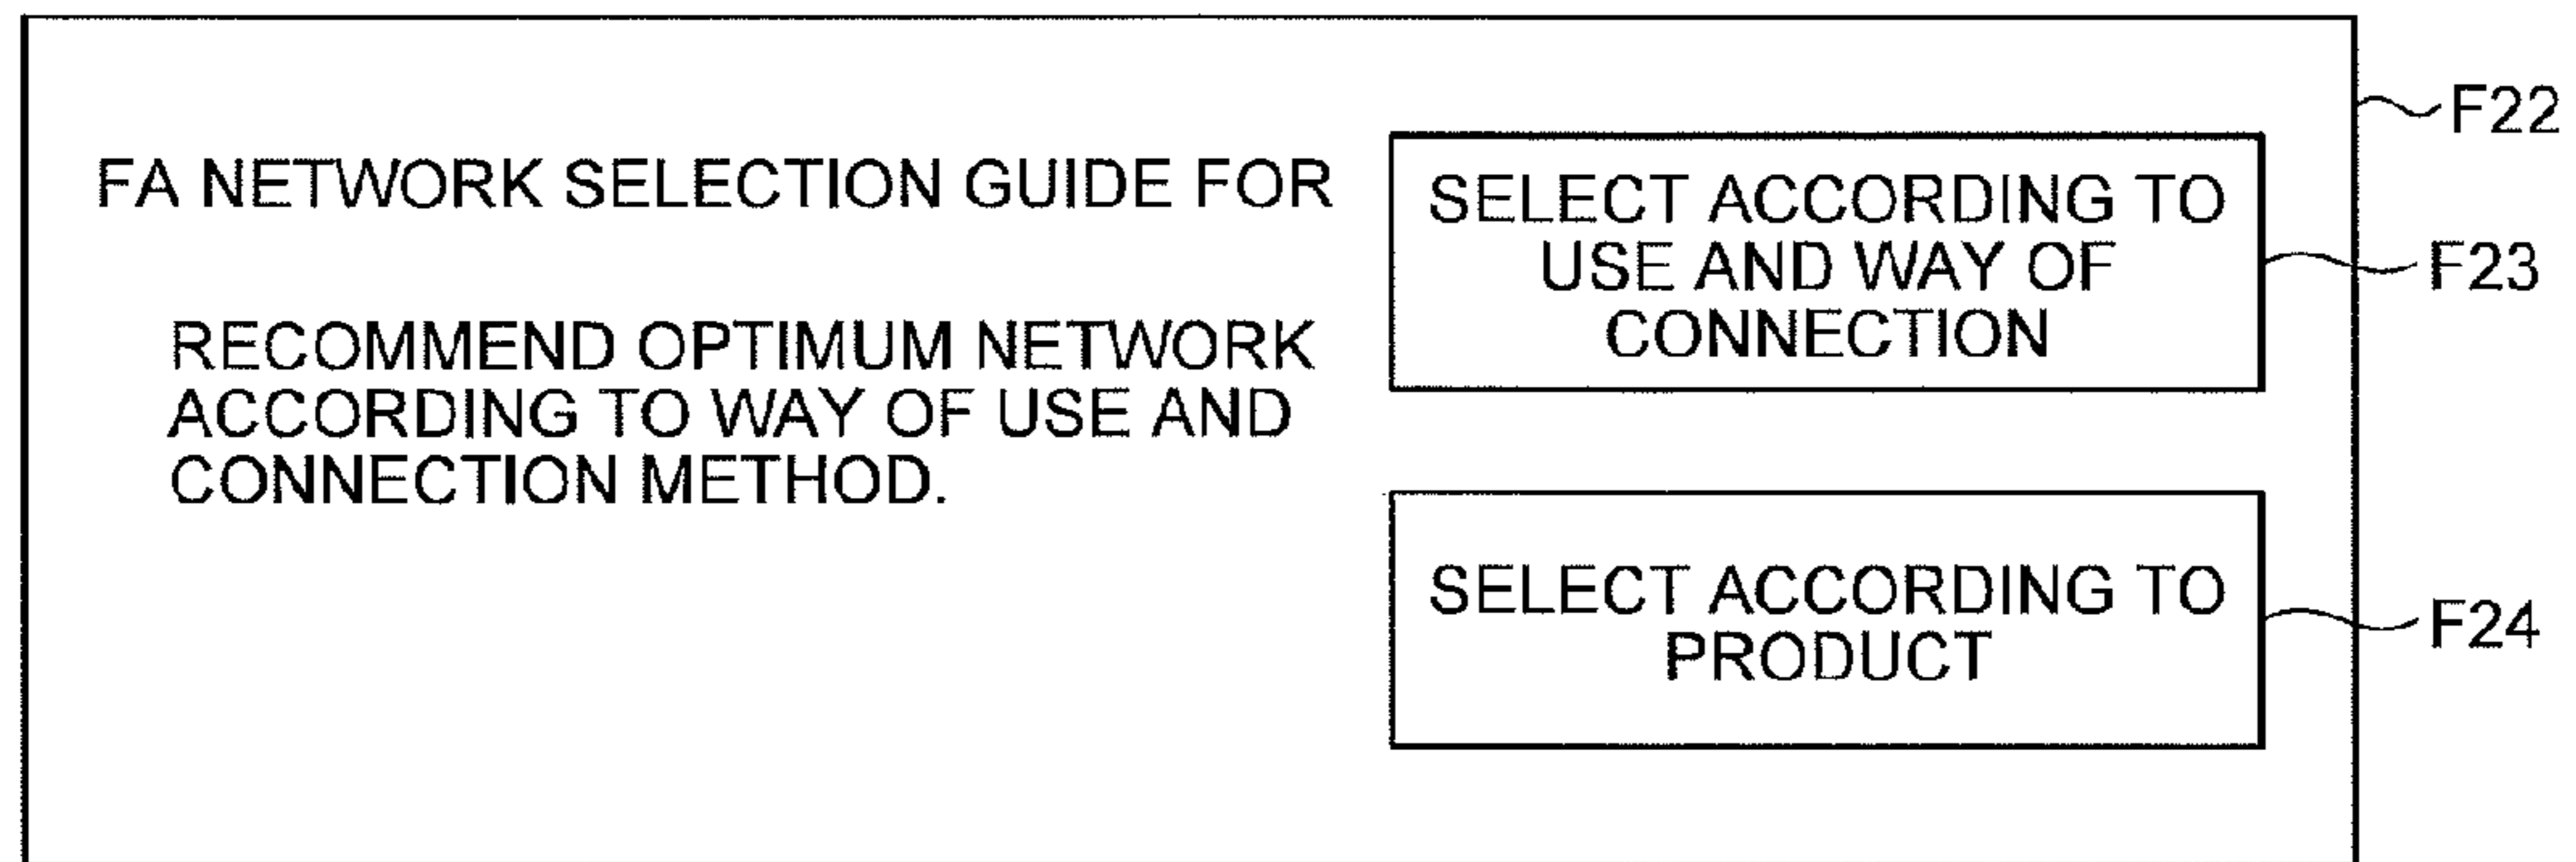 FA NETWORK SELECTION GUIDE FOR
RECOMMEND OPTIMUM NETWORK
ACCORDING TO WAY OF USE AND
CONNECTION METHOD.
SELECT ACCORDING TO
USE AND WAY OF
CONNECTION
SELECT ACCORDING TO
PRODUCT
F22
F23
F24